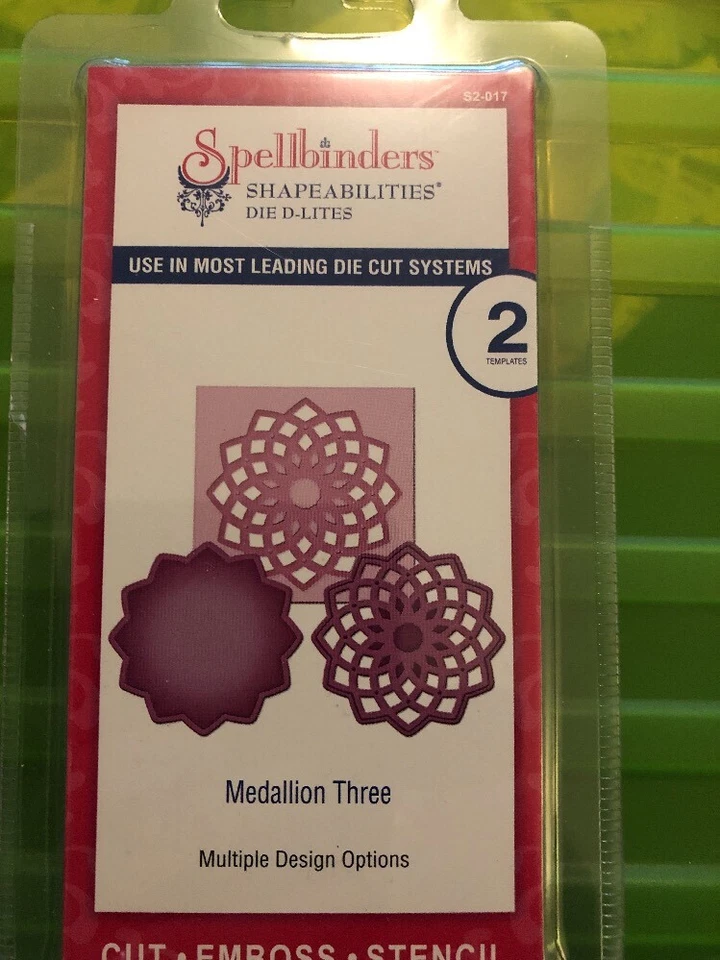 S2-017
Spellbinders™
SHAPEABILITIES®
DIE D-LITES
USE IN MOST LEADING DIE CUT SYSTEMS
2
TEMPLATES
Medallion Three
Multiple Design Options
CUT • EMBOSS • STENCIL